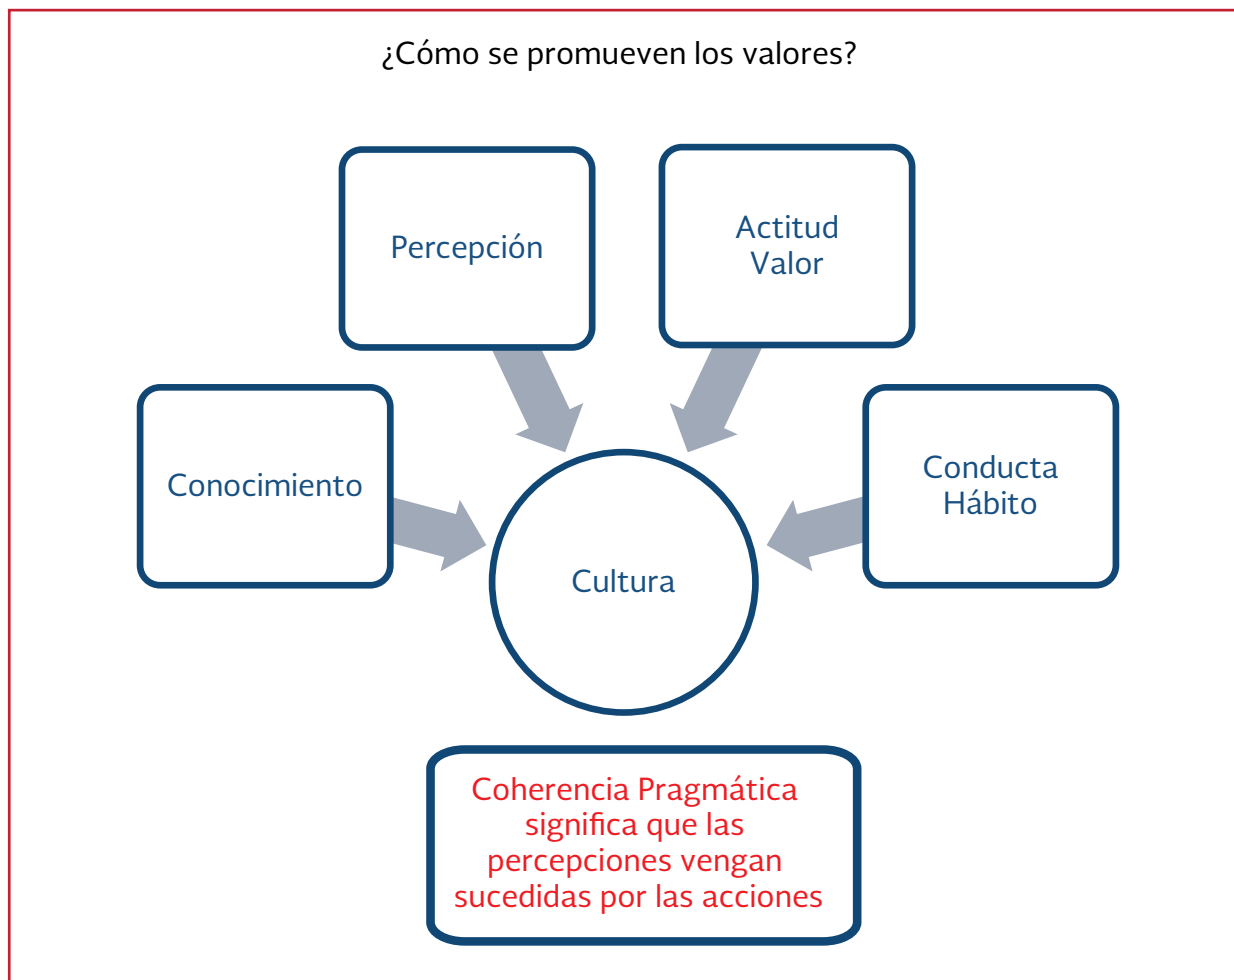 ¿Cómo se promueven los valores?
Percepción
Actitud
Valor
Conocimiento
Conducta
Hábito
Cultura
Coherencia Pragmática
significa que las
percepciones vengan
sucedidas por las acciones